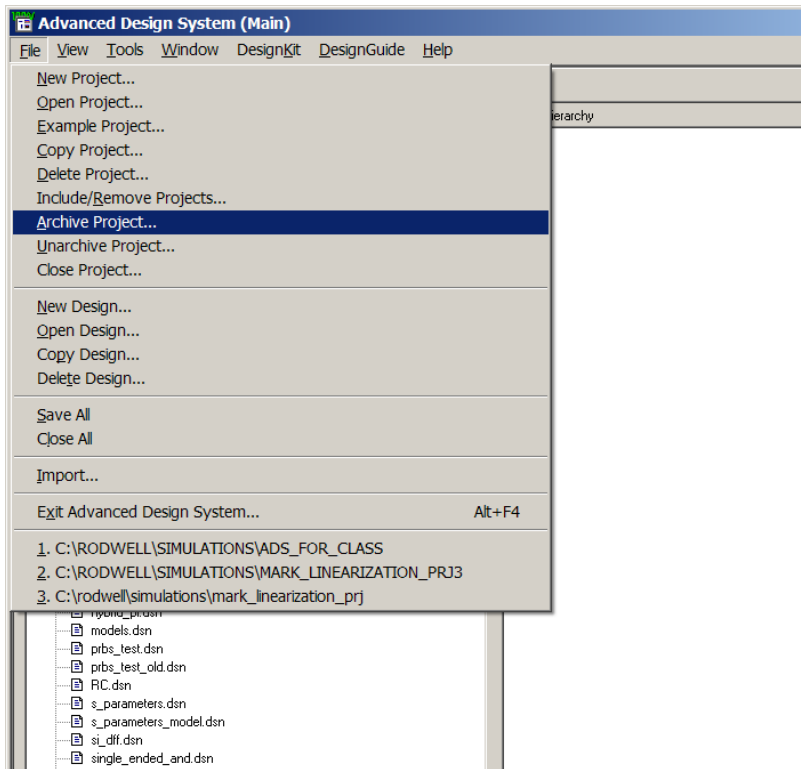 Advanced Design System (Main)
File View Tools Window DesignKit DesignGuide Help
New Project...
Open Project...
Example Project...
Copy Project...
Delete Project...
Include/Remove Projects...
Archive Project...
Unarchive Project...
Close Project...
New Design...
Open Design...
Copy Design...
Delete Design...
Save All
Close All
Import...
Exit Advanced Design System... Alt+F4
1. C:\RODWELL\SIMULATIONS\ADS_FOR_CLASS
2. C:\RODWELL\SIMULATIONS\MARK_LINEARIZATION_PRJ3
3. C:\rodwell\simulations\mark_linearization_prj
ierarchy
hybrid_pi.dsn
models.dsn
prbs_test.dsn
prbs_test_old.dsn
RC.dsn
s_parameters.dsn
s_parameters_model.dsn
si_dff.dsn
single_ended_and.dsn